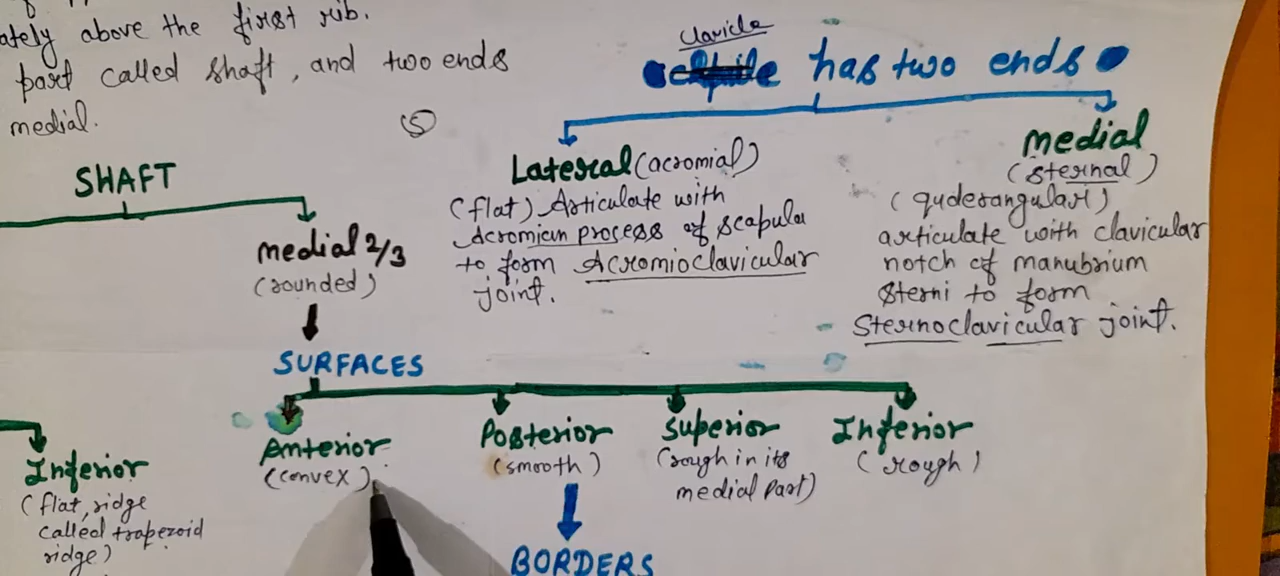 ately above the first rib.
part called shaft, and two ends
medial.
5
Clavicle
has two ends
SHAFT
medial 2/3
(rounded)
Lateral (acromial)
(flat) Articulate with
Acromian process of scapula
to form Acromioclavicular
joint.
medial
(sternal)
(quderangular)
articulate with clavicular
notch of manubrium
Sterni to form
Sternoclavicular joint.
SURFACES
Inferior
(flat, ridge
called trapezoid
ridge)
Anterior
(convex)
Posterior
(smooth)
Superior
(rough in its
medial Part)
Inferior
(rough)
BORDERS